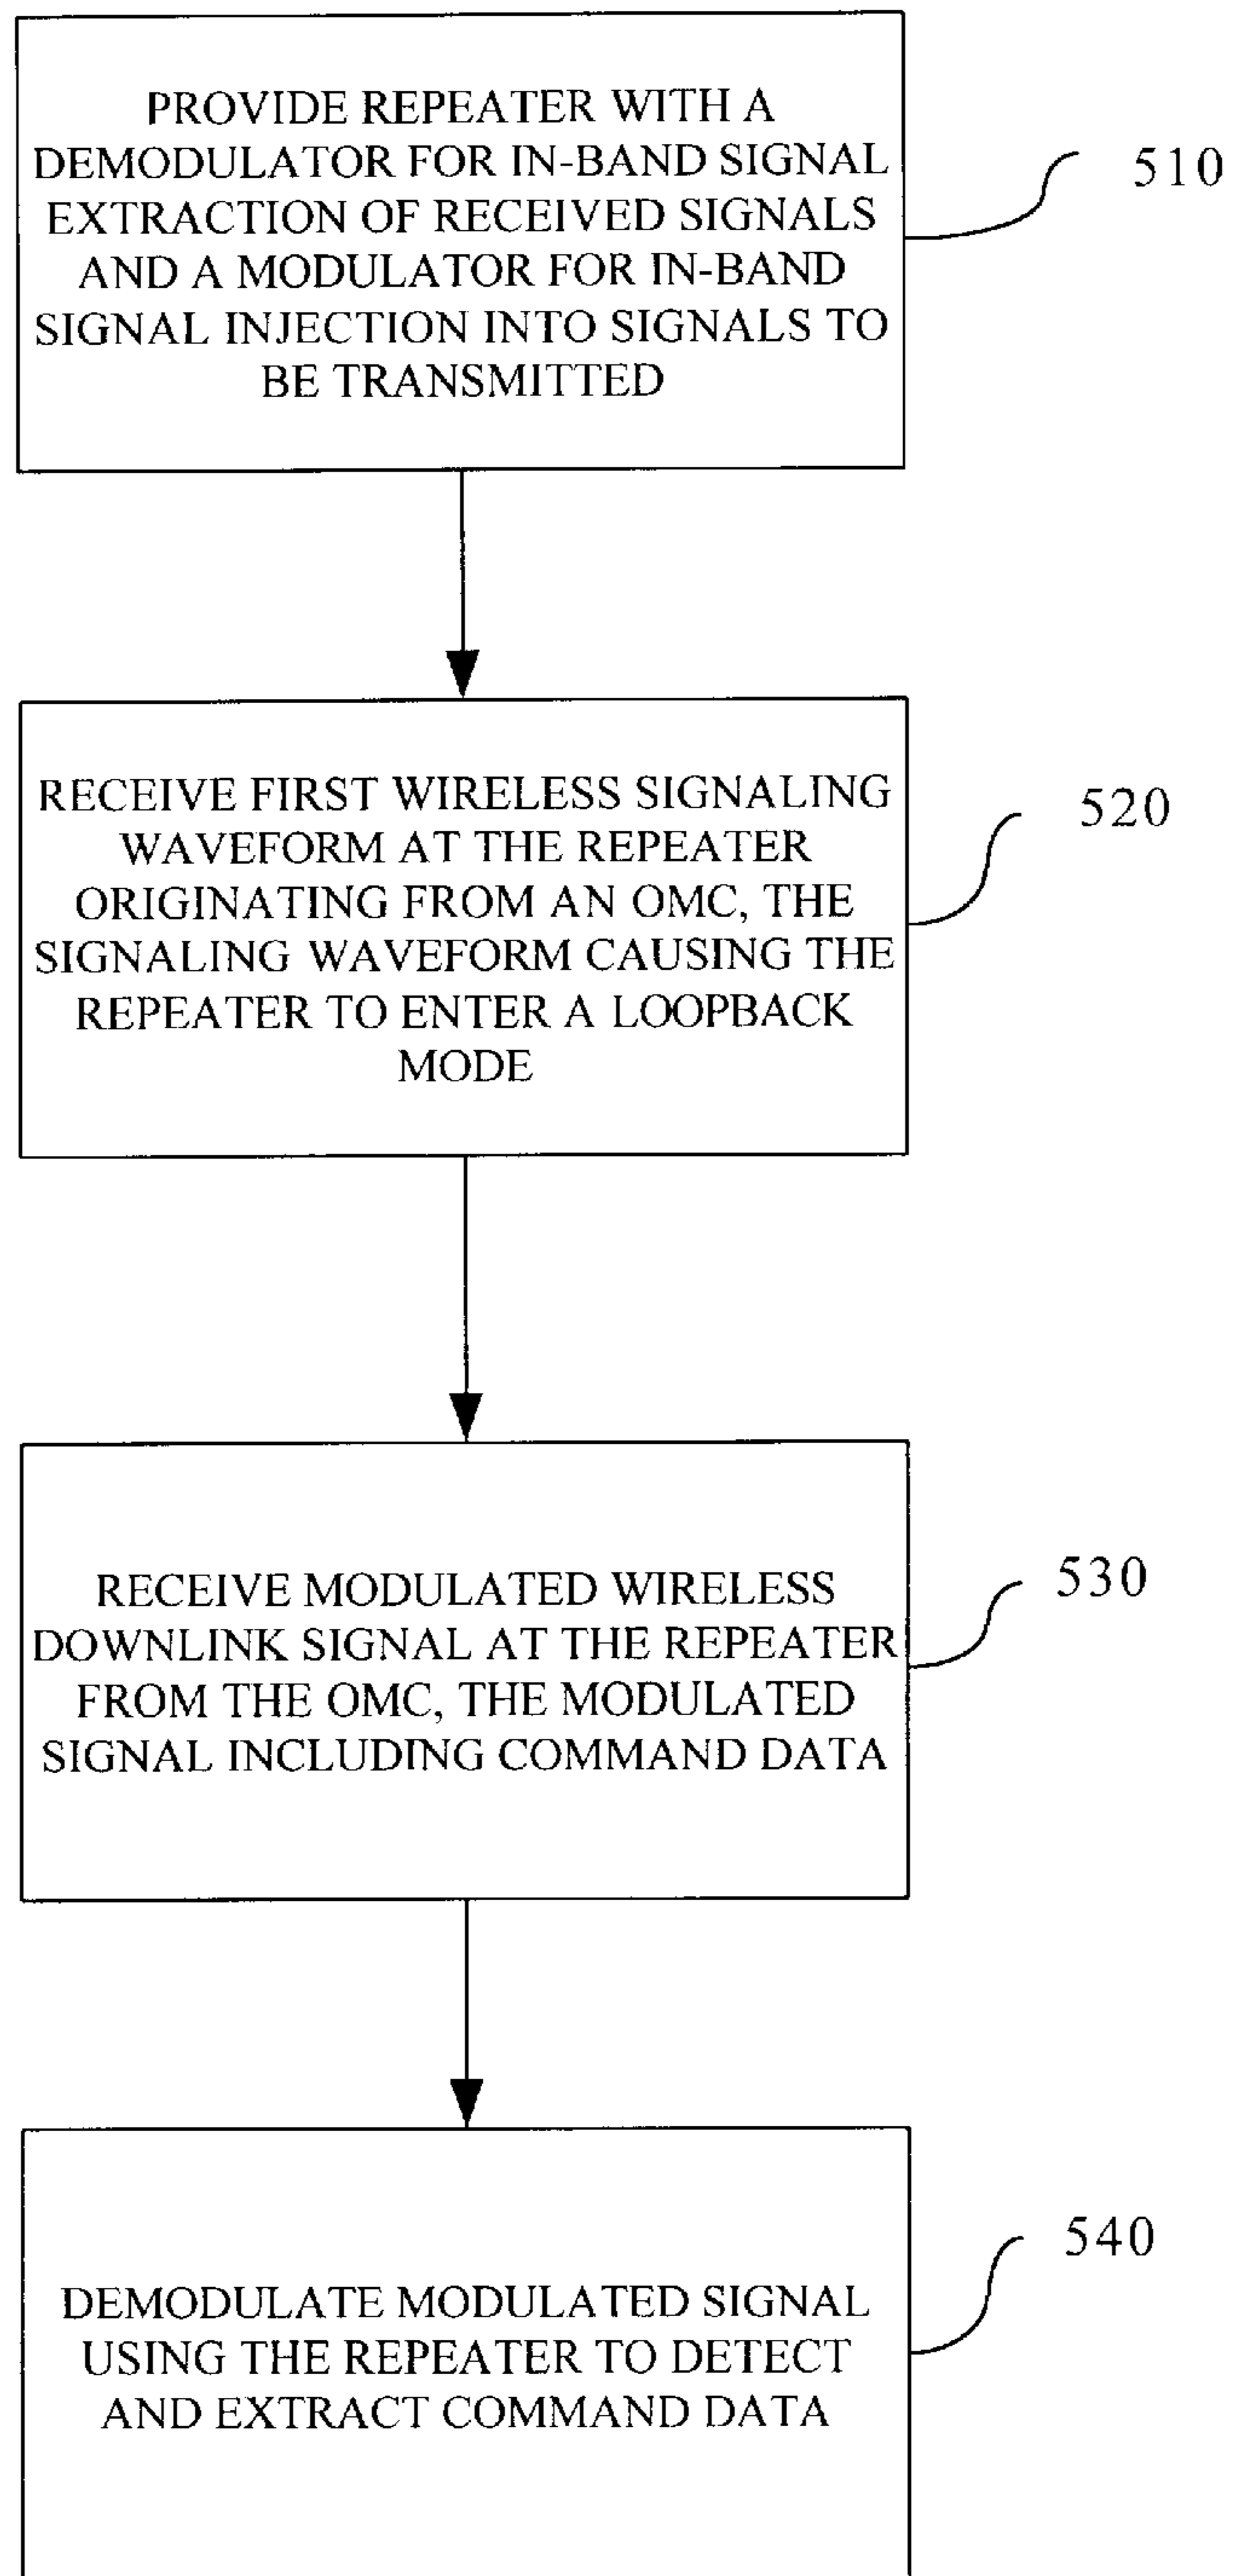 PROVIDE REPEATER WITH A
DEMODULATOR FOR IN-BAND SIGNAL
EXTRACTION OF RECEIVED SIGNALS
AND A MODULATOR FOR IN-BAND
SIGNAL INJECTION INTO SIGNALS TO
BE TRANSMITTED
510
RECEIVE FIRST WIRELESS SIGNALING
WAVEFORM AT THE REPEATER
ORIGINATING FROM AN OMC, THE
SIGNALING WAVEFORM CAUSING THE
REPEATER TO ENTER A LOOPBACK
MODE
520
RECEIVE MODULATED WIRELESS
DOWNLINK SIGNAL AT THE REPEATER
FROM THE OMC, THE MODULATED
SIGNAL INCLUDING COMMAND DATA
530
DEMODULATE MODULATED SIGNAL
USING THE REPEATER TO DETECT
AND EXTRACT COMMAND DATA
540